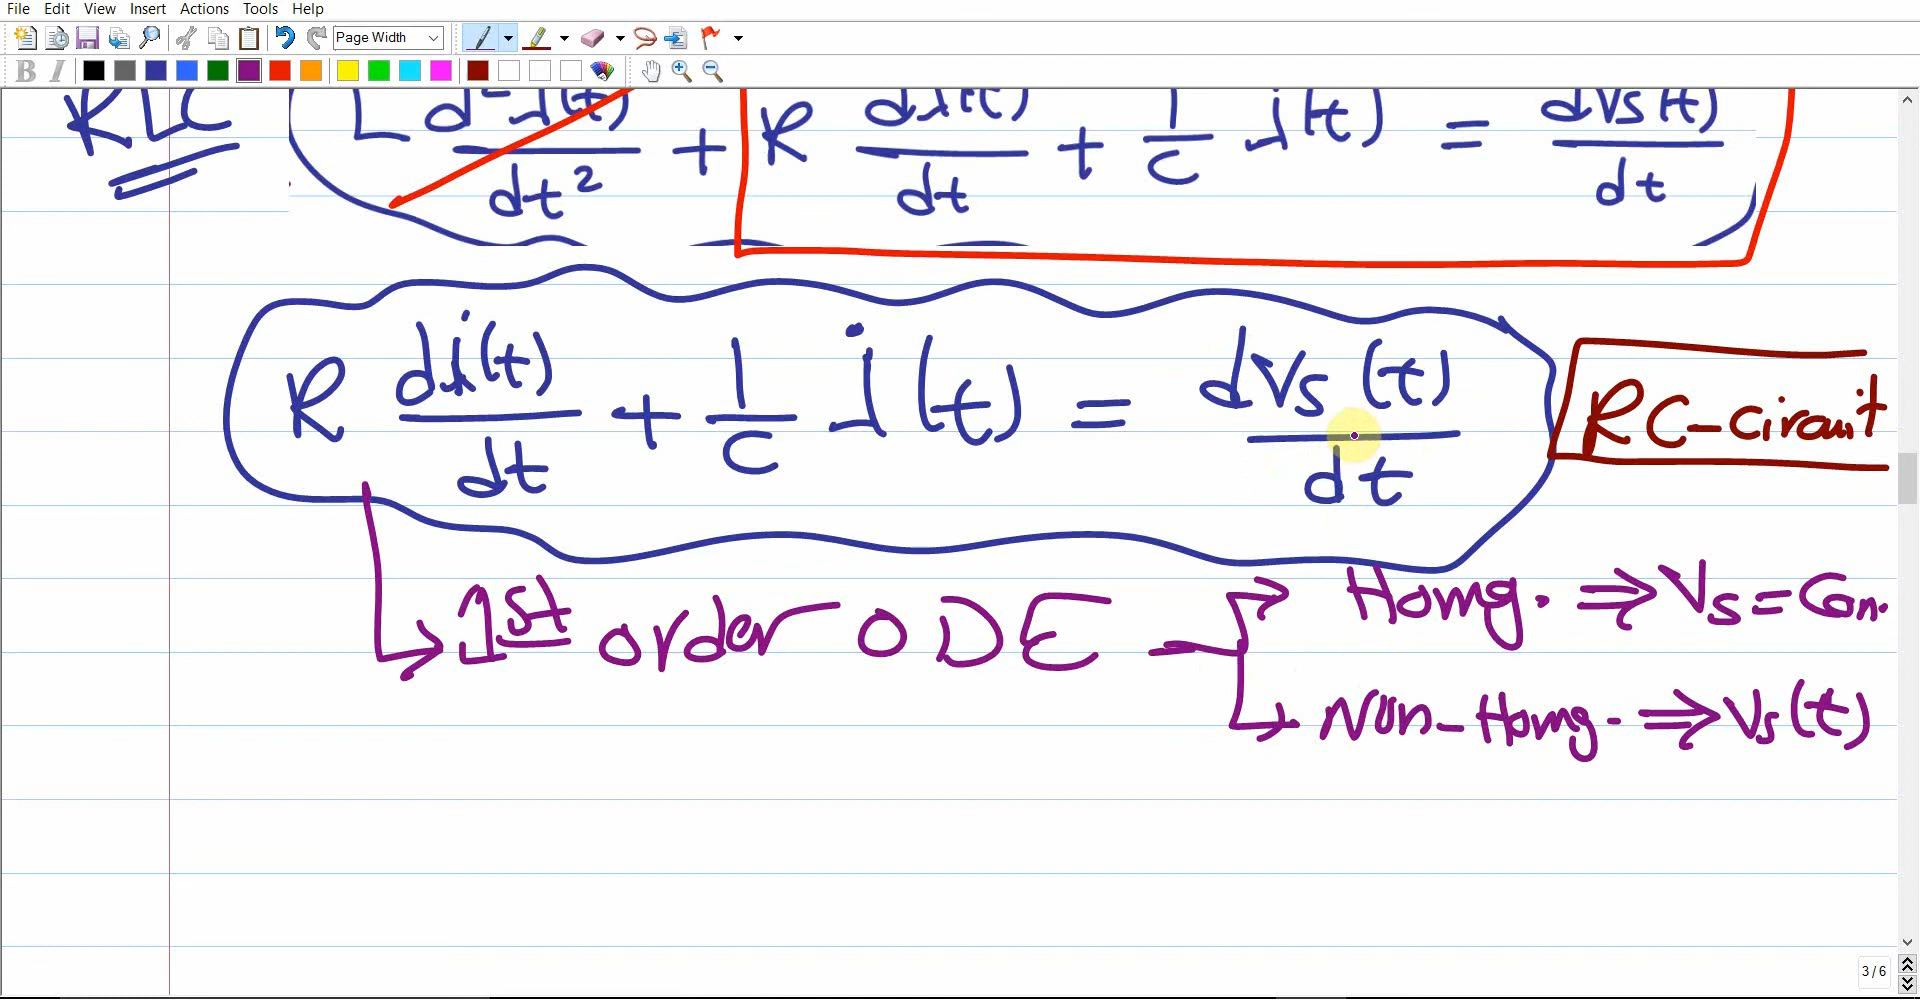 File Edit View Insert Actions Tools Help
Page Width
B I
RLC L d²i(t)/dt² + R di(t)/dt + 1/C i(t) = dVs(t)/dt
R di(t)/dt + 1/C i(t) = dVs(t)/dt RC-circuit
1st order ODE Homg. ⇒ Vs = Con.
Non-Homg. ⇒ Vs(t)
3/6